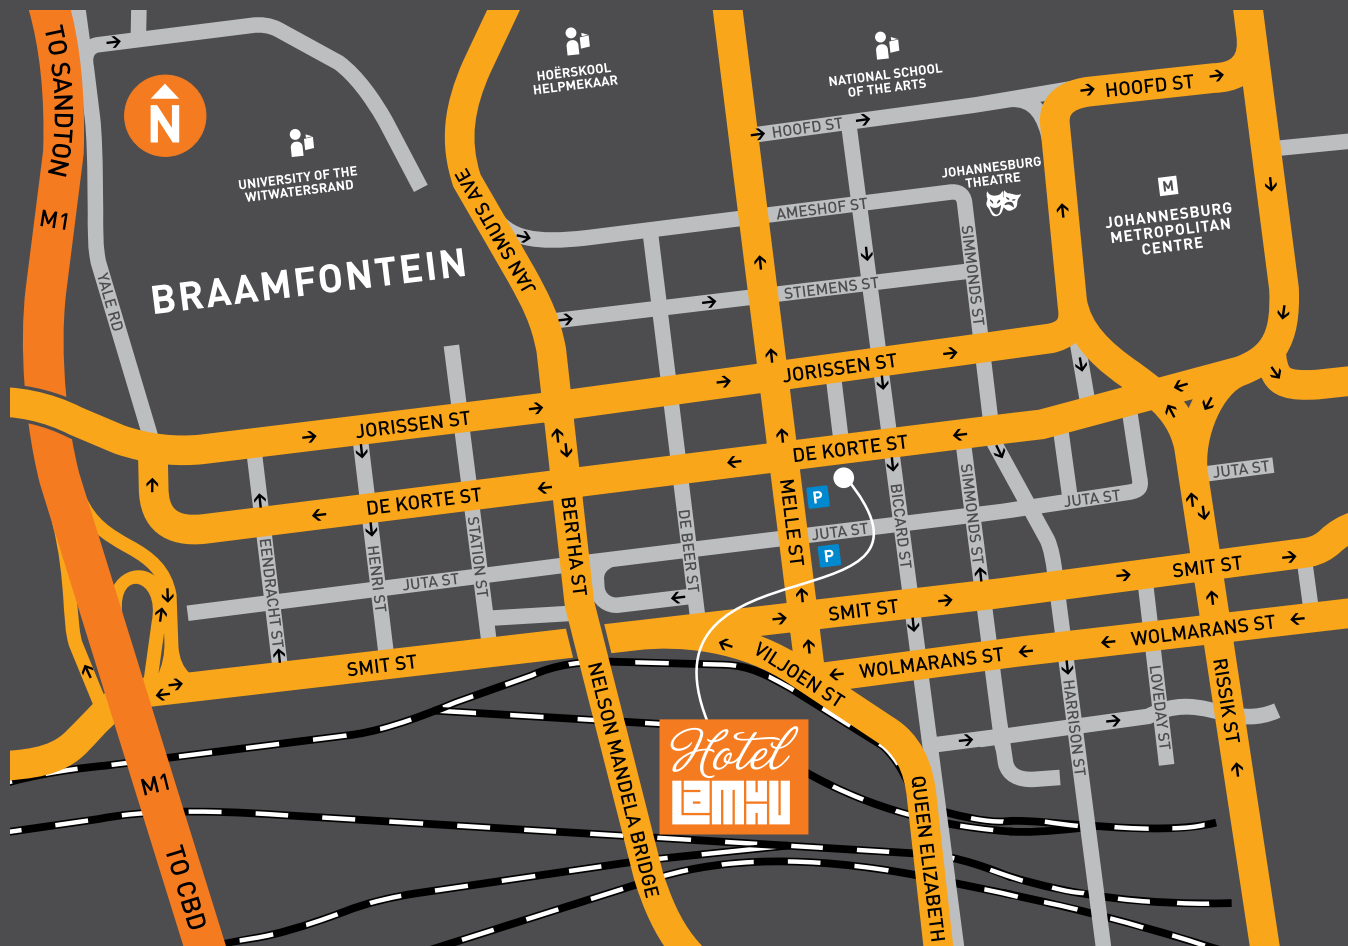 TO SANDTON
M1
N
UNIVERSITY OF THE
WITWATERSRAND
HOËRSKOOL
HELPMEKAAR
NATIONAL SCHOOL
OF THE ARTS
HOOFD ST
HOOFD ST
JOHANNESBURG
THEATRE
M
JOHANNESBURG
METROPOLITAN
CENTRE
AMESHOF ST
SIMMONDS ST
STIEMENS ST
JAN SMUTS AVE
BRAAMFONTEIN
YALE RD
JORISSEN ST
JORISSEN ST
DE KORTE ST
DE KORTE ST
MELLE ST
P
P
JUTA ST
JUTA ST
JUTA ST
JUTA ST
BICCARD ST
SIMMONDS ST
EENDRACHT ST
HENRI ST
STATION ST
BERTHA ST
DE BEER ST
SMIT ST
SMIT ST
SMIT ST
WOLMARANS ST
WOLMARANS ST
VILJOEN ST
RISSIK ST
HARRISON ST
LOVEDAY ST
NELSON MANDELA BRIDGE
QUEEN ELIZABETH
Hotel
LAMUNU
M1
TO CBD